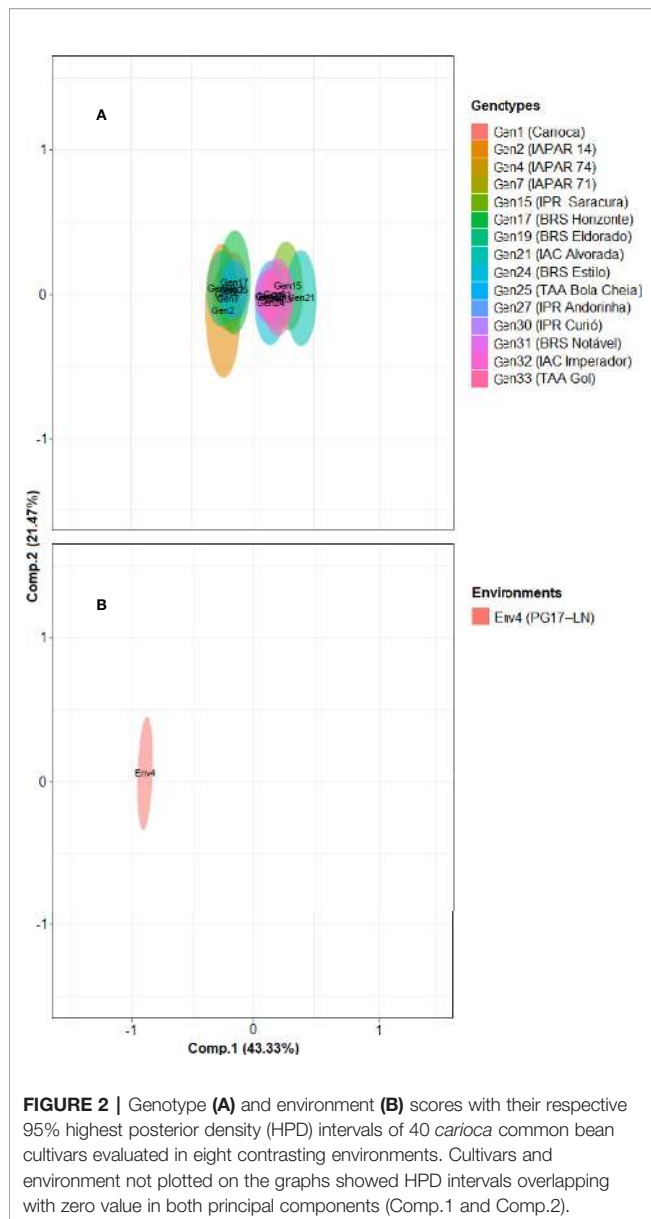 A
1
0
-1
Gen17
Gen7
Gen2
Gen15
Gen24
Gen21
Genotypes
Gen1 (Carioca)
Gen2 (IAPAR 14)
Gen4 (IAPAR 74)
Gen7 (IAPAR 71)
Gen15 (IPR Saracura)
Gen17 (BRS Horizonte)
Gen19 (BRS Eldorado)
Gen21 (IAC Alvorada)
Gen24 (BRS Estilo)
Gen25 (TAA Bola Cheia)
Gen27 (IPR Andorinha)
Gen30 (IPR Curió)
Gen31 (BRS Notável)
Gen32 (IAC Imperador)
Gen33 (TAA Gol)
Comp.2 (21.47%)
B
1
0
-1
Env4
Environments
Env4 (PG17–LN)
-1 0 1
Comp.1 (43.33%)
FIGURE 2 | Genotype (A) and environment (B) scores with their respective
95% highest posterior density (HPD) intervals of 40 carioca common bean
cultivars evaluated in eight contrasting environments. Cultivars and
environment not plotted on the graphs showed HPD intervals overlapping
with zero value in both principal components (Comp.1 and Comp.2).